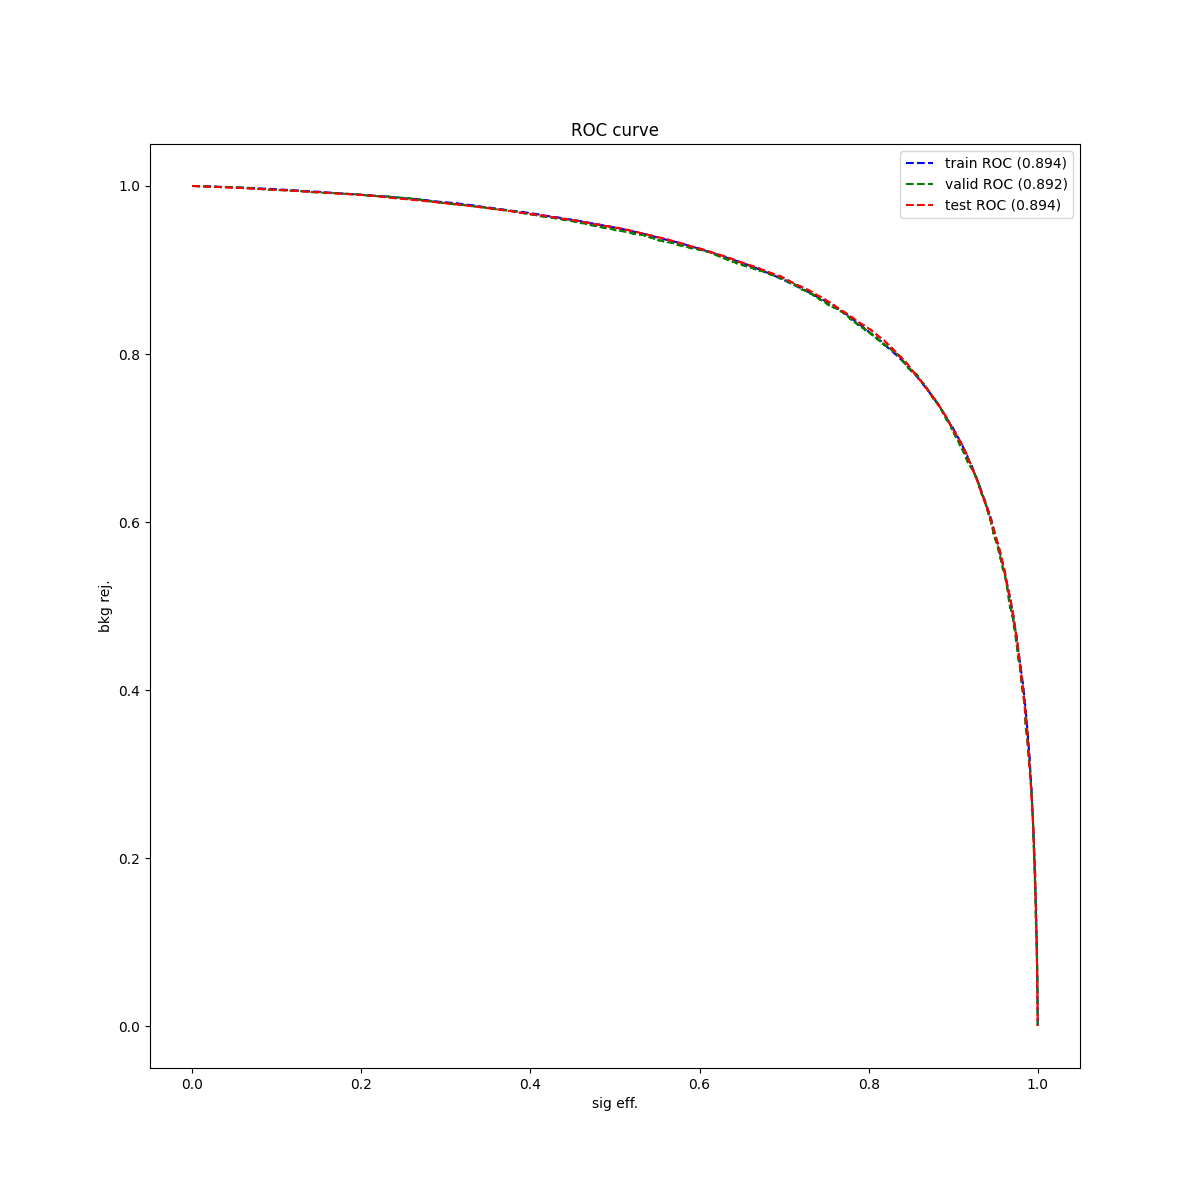 ROC curve
train ROC (0.894)
valid ROC (0.892)
test ROC (0.894)
1.0
0.8
0.6
0.4
0.2
0.0
bkg rej.
0.0 0.2 0.4 0.6 0.8 1.0
sig eff.